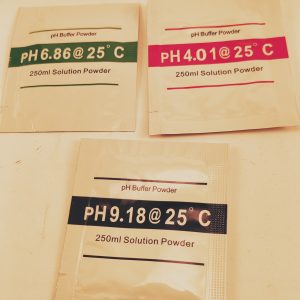 pH Buffer Powder
pH 6.86 @ 25° C
250ml Solution Powder
pH Buffer Powder
pH 4.01 @ 25° C
250ml Solution Powder
pH Buffer Powder
PH 9.18 @ 25° C
250ml Solution Powder